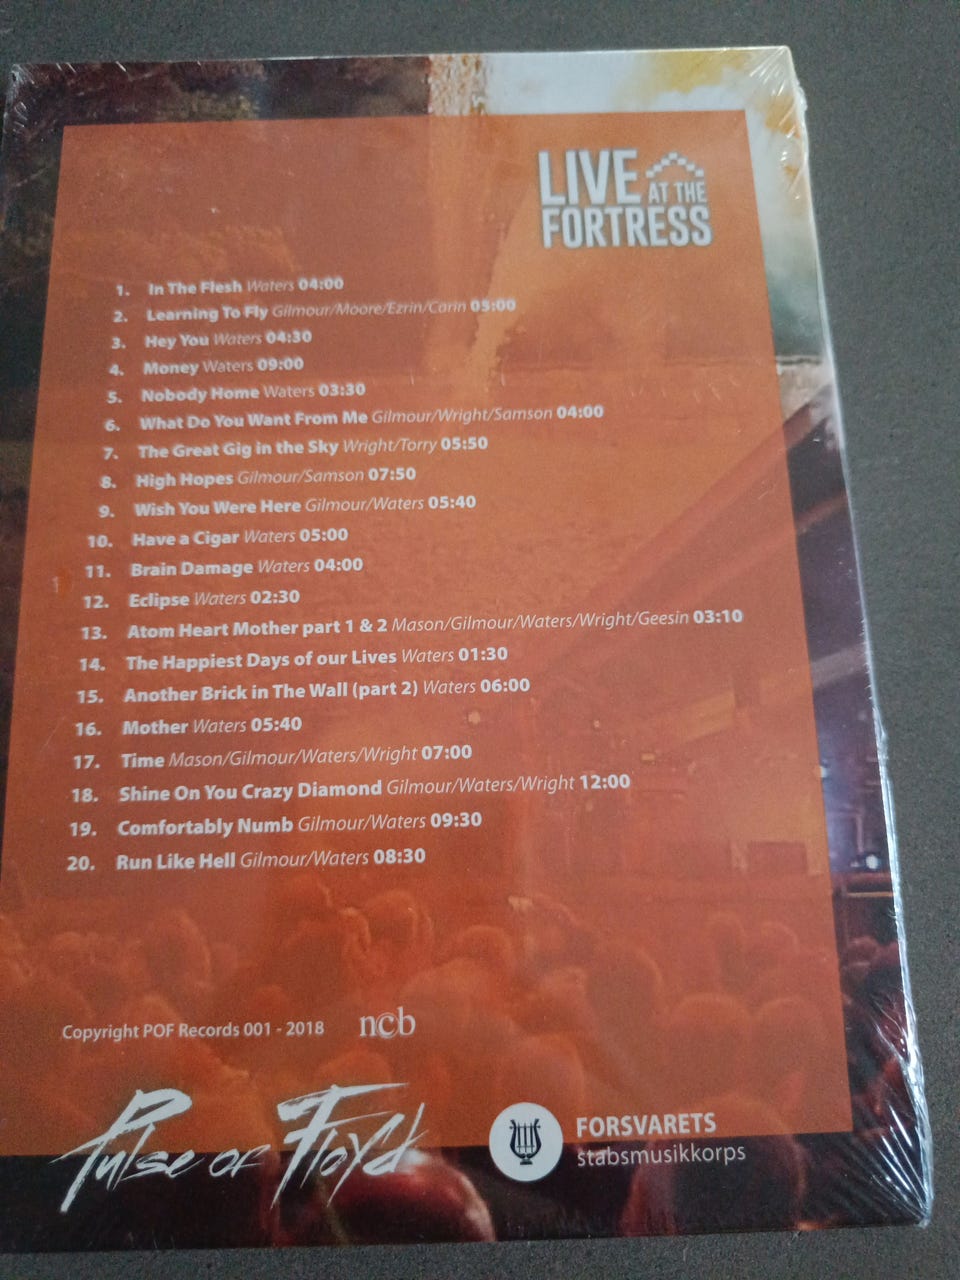 LIVE
AT THE
FORTRESS
1. In The Flesh Waters 04:00
2. Learning To Fly Gilmour/Moore/Ezrin/Carin 05:00
3. Hey You Waters 04:30
4. Money Waters 09:00
5. Nobody Home Waters 03:30
6. What Do You Want From Me Gilmour/Wright/Samson 04:00
7. The Great Gig in the Sky Wright/Torry 05:50
8. High Hopes Gilmour/Samson 07:50
9. Wish You Were Here Gilmour/Waters 05:40
10. Have a Cigar Waters 05:00
11. Brain Damage Waters 04:00
12. Eclipse Waters 02:30
13. Atom Heart Mother part 1 & 2 Mason/Gilmour/Waters/Wright/Geesin 03:10
14. The Happiest Days of our Lives Waters 01:30
15. Another Brick in The Wall (part 2) Waters 06:00
16. Mother Waters 05:40
17. Time Mason/Gilmour/Waters/Wright 07:00
18. Shine On You Crazy Diamond Gilmour/Waters/Wright 12:00
19. Comfortably Numb Gilmour/Waters 09:30
20. Run Like Hell Gilmour/Waters 08:30
Copyright POF Records 001 - 2018 ncb
Pulse of Floyd
FORSVARETS
stabsmusikkorps